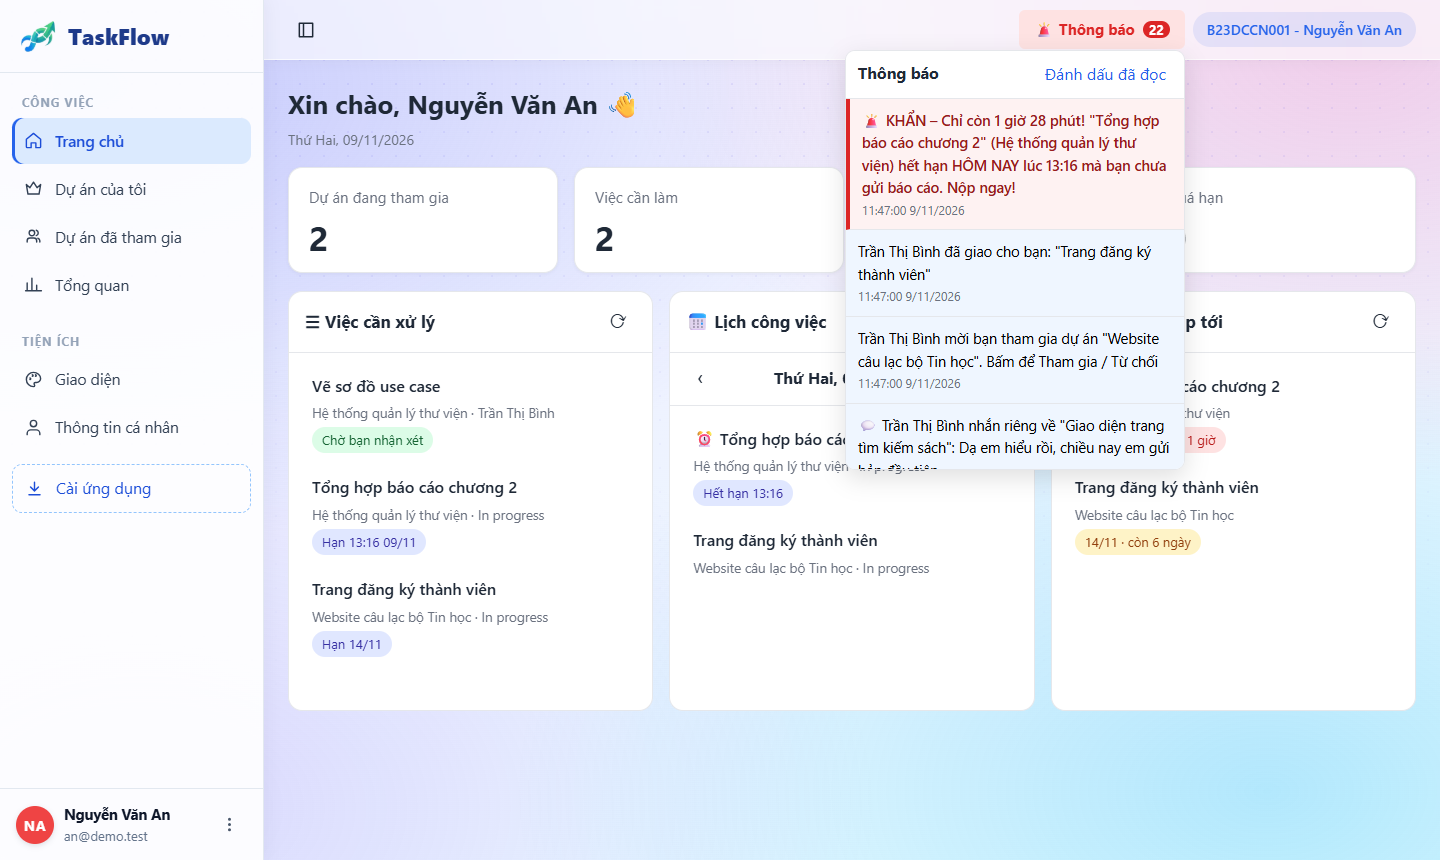 TaskFlow
CÔNG VIỆC
Trang chủ
Dự án của tôi
Dự án đã tham gia
Tổng quan
TIỆN ÍCH
Giao diện
Thông tin cá nhân
Cài ứng dụng
NA
Nguyễn Văn An
an@demo.test
Thông báo 22
B23DCCN001 - Nguyễn Văn An
Xin chào, Nguyễn Văn An
Thứ Hai, 09/11/2026
Dự án đang tham gia
2
Việc cần làm
2
hạn
Thông báo
Đánh dấu đã đọc
KHẨN – Chỉ còn 1 giờ 28 phút! "Tổng hợp
báo cáo chương 2" (Hệ thống quản lý thư
viện) hết hạn HÔM NAY lúc 13:16 mà bạn chưa
gửi báo cáo. Nộp ngay!
11:47:00 9/11/2026
Trần Thị Bình đã giao cho bạn: "Trang đăng ký
thành viên"
11:47:00 9/11/2026
Trần Thị Bình mời bạn tham gia dự án "Website
câu lạc bộ Tin học". Bấm để Tham gia / Từ chối
11:47:00 9/11/2026
Trần Thị Bình nhắn riêng về "Giao diện trang
tìm kiếm sách": Dạ em hiểu rồi, chiều nay em gửi
Việc cần xử lý
Vẽ sơ đồ use case
Hệ thống quản lý thư viện · Trần Thị Bình
Chờ bạn nhận xét
Tổng hợp báo cáo chương 2
Hệ thống quản lý thư viện · In progress
Hạn 13:16 09/11
Trang đăng ký thành viên
Website câu lạc bộ Tin học · In progress
Hạn 14/11
Lịch công việc
‹
Thứ Hai,
Tổng hợp báo cáo
Hệ thống quản lý thư viện
Hết hạn 13:16
Trang đăng ký thành viên
Website câu lạc bộ Tin học · In progress
tới
cáo chương 2
thư viện
1 giờ
Trang đăng ký thành viên
Website câu lạc bộ Tin học
14/11 · còn 6 ngày